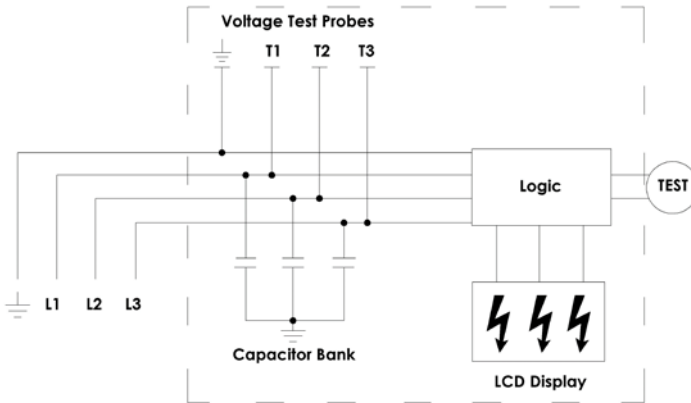 Voltage Test Probes
T1 T2 T3
Logic
TEST
L1 L2 L3
Capacitor Bank
LCD Display